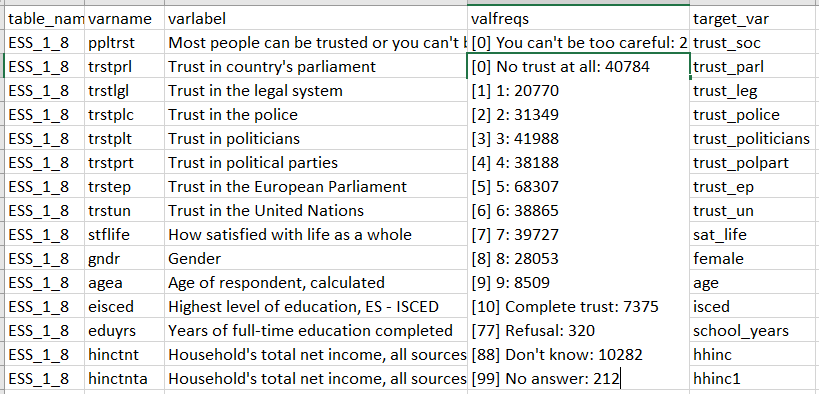 table_nam varname varlabel valfreqs target_var
ESS_1_8 ppltrst Most people can be trusted or you can't b [0] You can't be too careful: 2 trust_soc
ESS_1_8 trstprl Trust in country's parliament [0] No trust at all: 40784 trust_parl
ESS_1_8 trstlgl Trust in the legal system [1] 1: 20770 trust_leg
ESS_1_8 trstplc Trust in the police [2] 2: 31349 trust_police
ESS_1_8 trstplt Trust in politicians [3] 3: 41988 trust_politicians
ESS_1_8 trstprt Trust in political parties [4] 4: 38188 trust_polpart
ESS_1_8 trstep Trust in the European Parliament [5] 5: 68307 trust_ep
ESS_1_8 trstun Trust in the United Nations [6] 6: 38865 trust_un
ESS_1_8 stflife How satisfied with life as a whole [7] 7: 39727 sat_life
ESS_1_8 gndr Gender [8] 8: 28053 female
ESS_1_8 agea Age of respondent, calculated [9] 9: 8509 age
ESS_1_8 eisced Highest level of education, ES - ISCED [10] Complete trust: 7375 isced
ESS_1_8 eduyrs Years of full-time education completed [77] Refusal: 320 school_years
ESS_1_8 hinctnt Household's total net income, all sources [88] Don't know: 10282 hhinc
ESS_1_8 hinctnta Household's total net income, all sources [99] No answer: 212 hhinc1